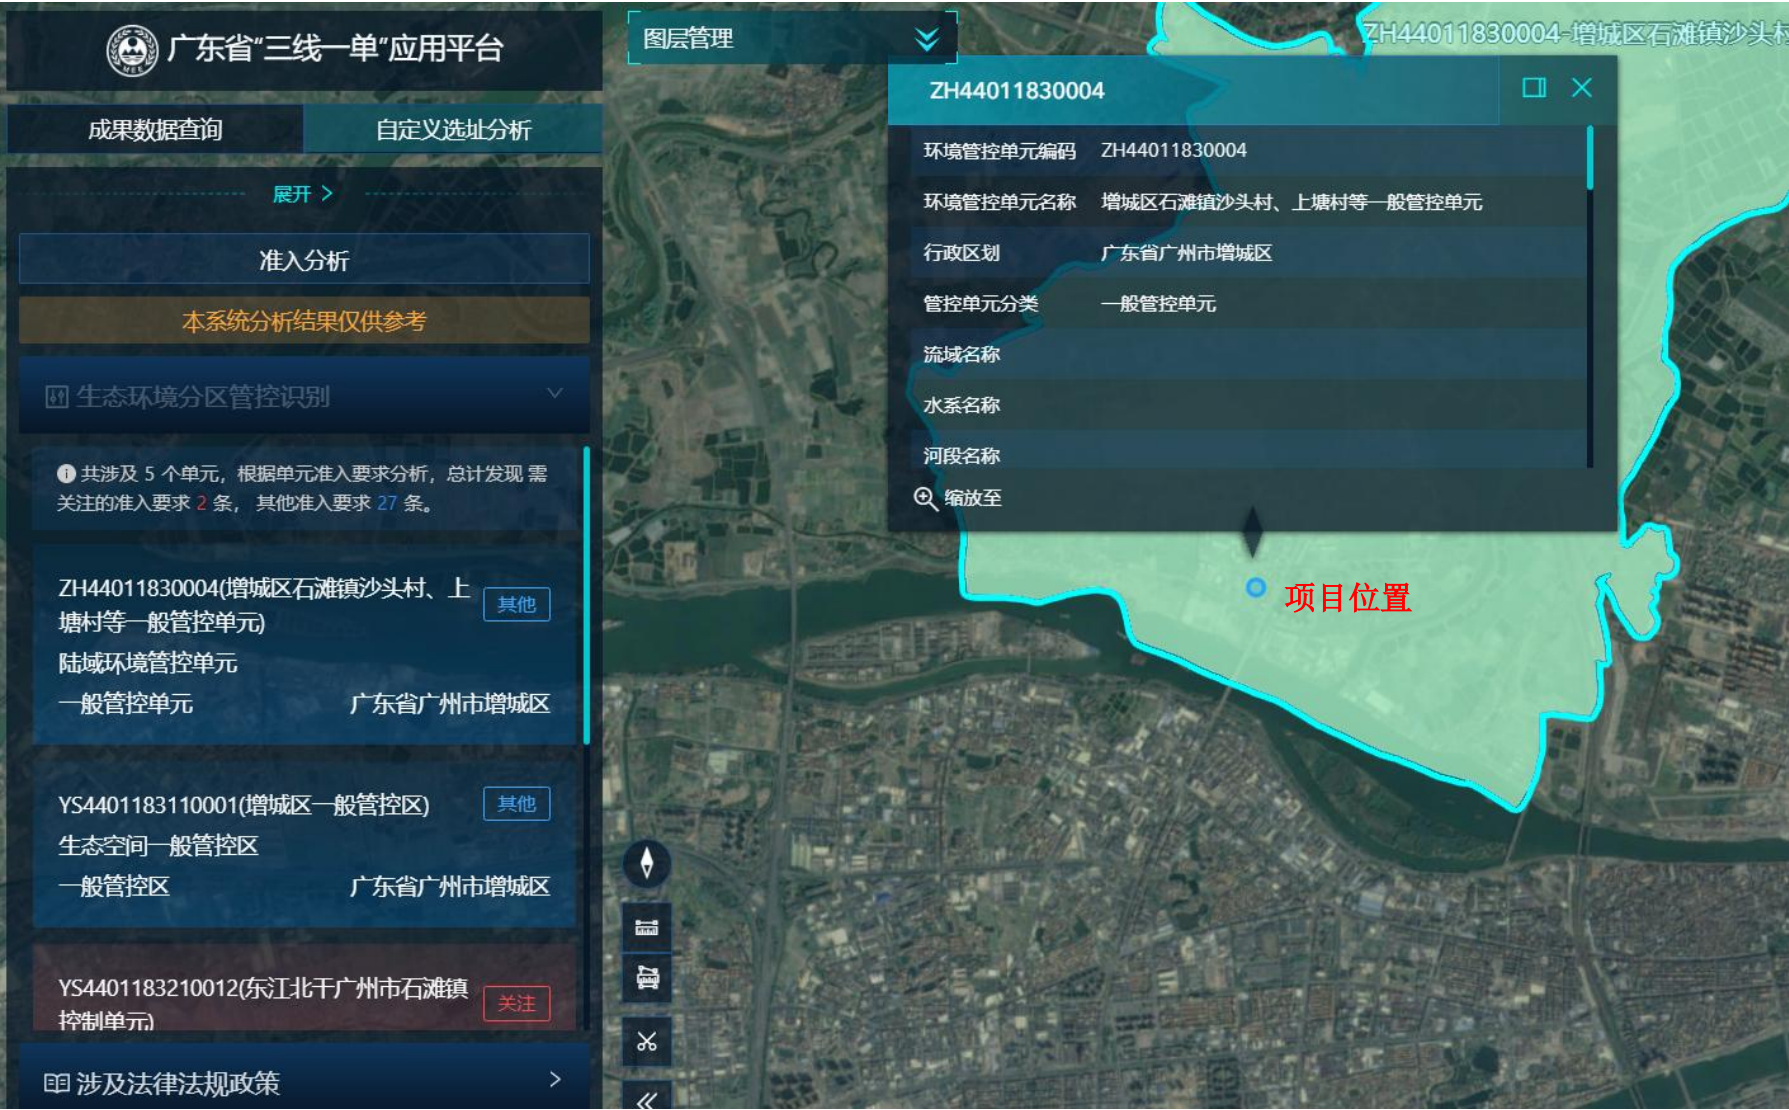 广东省“三线一单”应用平台
成果数据查询
自定义选址分析
展开 >
准入分析
本系统分析结果仅供参考
生态环境分区管控识别
共涉及 5 个单元，根据单元准入要求分析，总计发现 需
关注的准入要求 2 条， 其他准入要求 27 条。
ZH44011830004(增城区石滩镇沙头村、上
塘村等一般管控单元)
其他
陆域环境管控单元
一般管控单元 广东省广州市增城区
YS4401183110001(增城区一般管控区)
其他
生态空间一般管控区
一般管控区 广东省广州市增城区
YS4401183210012(东江北干广州市石滩镇
控制单元)
关注
涉及法律法规政策
图层管理
ZH44011830004-增城区石滩镇沙头村
ZH44011830004
环境管控单元编码 ZH44011830004
环境管控单元名称 增城区石滩镇沙头村、上塘村等一般管控单元
行政区划 广东省广州市增城区
管控单元分类 一般管控单元
流域名称
水系名称
河段名称
缩放至
项目位置